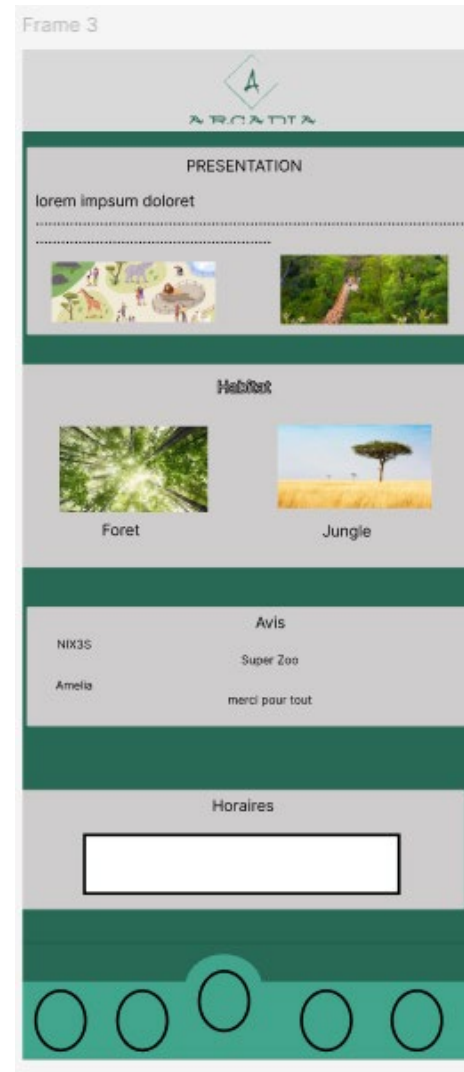 Frame 3
A
ARCADIA
PRESENTATION
lorem impsum doloret
Habitat
Foret
Jungle
Avis
NIX3S
Super Zoo
Amelia
merci pour tout
Horaires